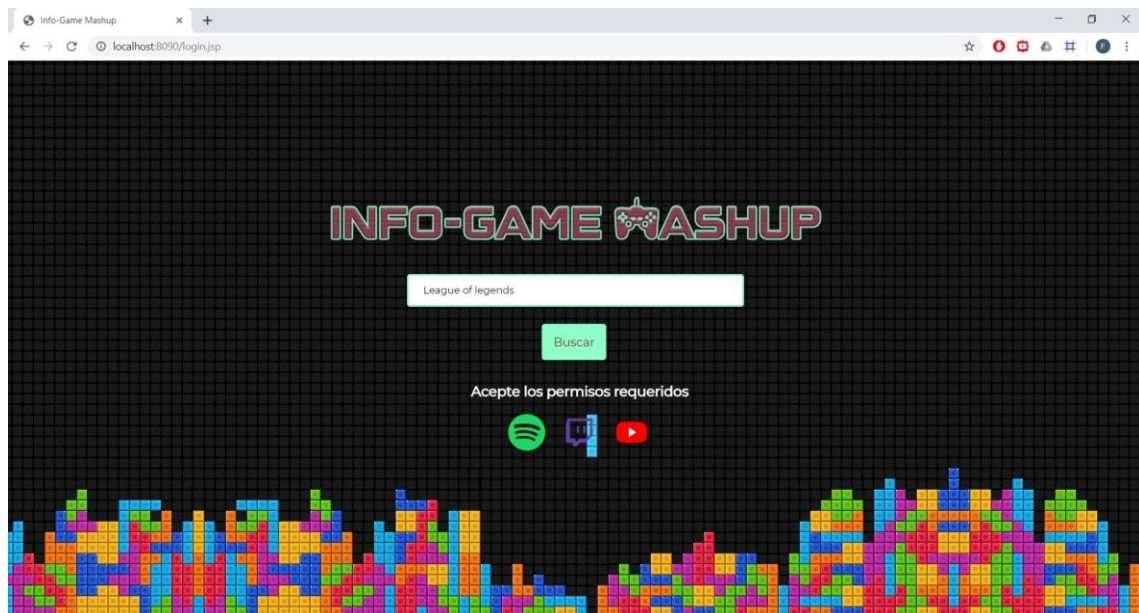 Info-Game Mashup
localhost:8090/login.jsp
F
INFO-GAME MASHUP
League of legends
Buscar
Acepte los permisos requeridos